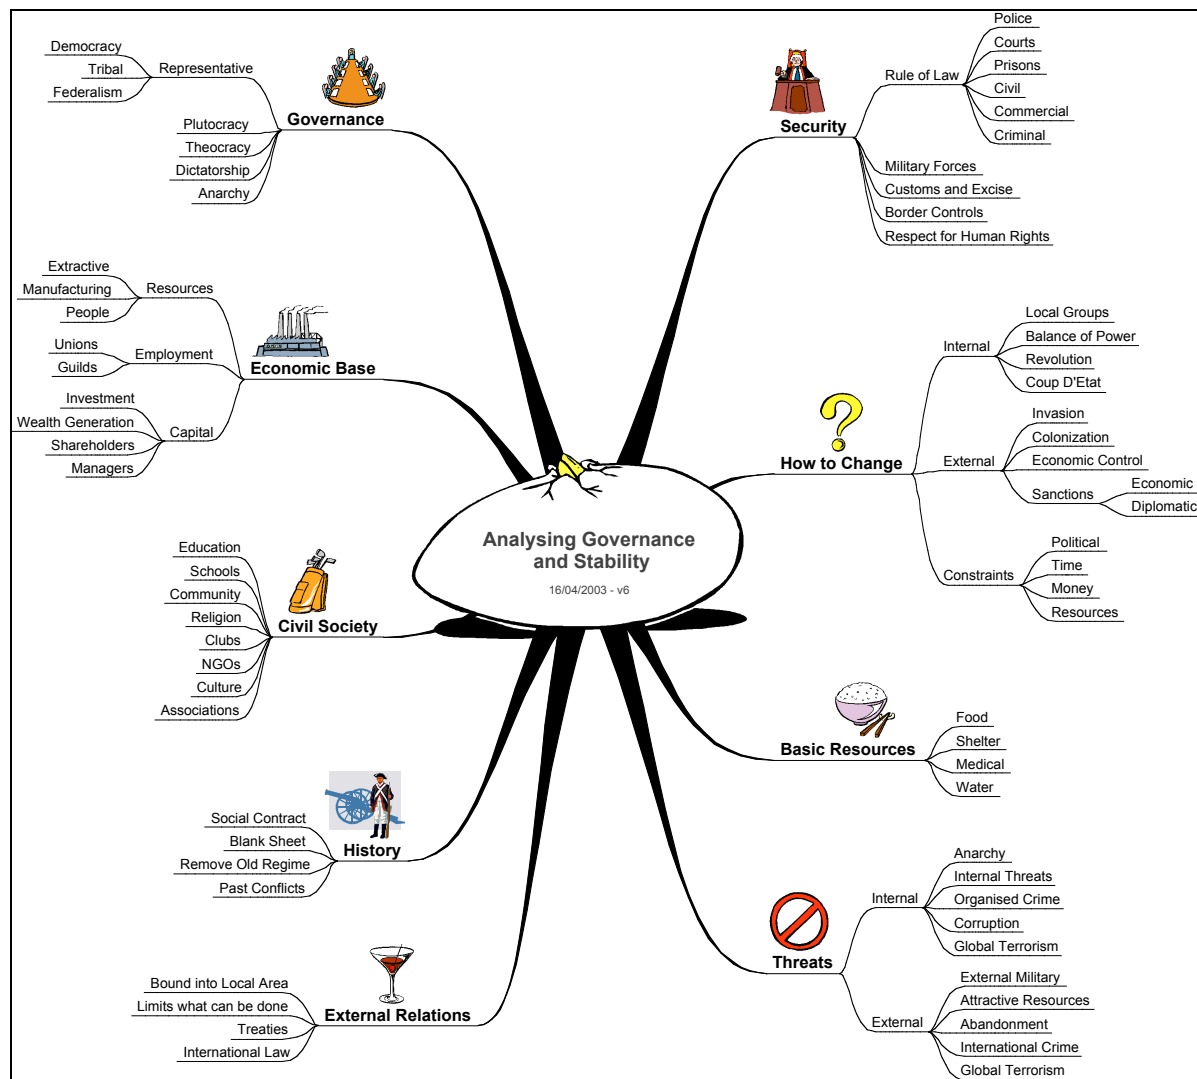 Analysing Governance
and Stability
16/04/2003 - v6
Governance
Representative
Democracy
Tribal
Federalism
Plutocracy
Theocracy
Dictatorship
Anarchy
Economic Base
Resources
Extractive
Manufacturing
People
Employment
Unions
Guilds
Capital
Investment
Wealth Generation
Shareholders
Managers
Civil Society
Education
Schools
Community
Religion
Clubs
NGOs
Culture
Associations
History
Social Contract
Blank Sheet
Remove Old Regime
Past Conflicts
External Relations
Bound into Local Area
Limits what can be done
Treaties
International Law
Security
Rule of Law
Police
Courts
Prisons
Civil
Commercial
Criminal
Military Forces
Customs and Excise
Border Controls
Respect for Human Rights
How to Change
Internal
Local Groups
Balance of Power
Revolution
Coup D'Etat
External
Invasion
Colonization
Economic Control
Sanctions
Economic
Diplomatic
Constraints
Political
Time
Money
Resources
Basic Resources
Food
Shelter
Medical
Water
Threats
Internal
Anarchy
Internal Threats
Organised Crime
Corruption
Global Terrorism
External
External Military
Attractive Resources
Abandonment
International Crime
Global Terrorism